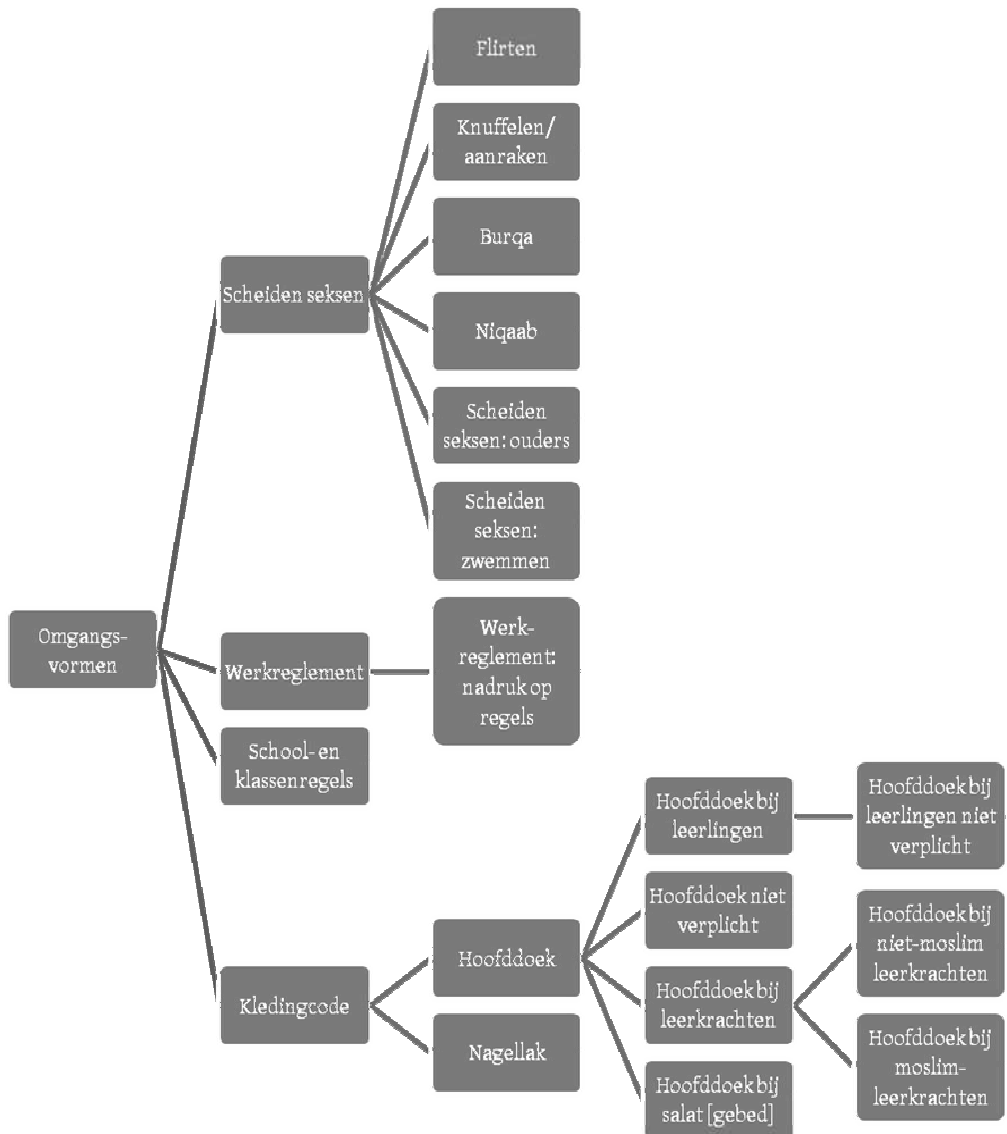 Flirten
Knuffelen/
aanraken
Burqa
Scheiden seksen
Niqaab
Scheiden
seksen: ouders
Scheiden
seksen:
zwemmen
Omgangs-
vormen
Werkreglement
Werk-
reglement:
nadruk op
regels
School- en
klassenregels
Kledingcode
Hoofddoek
Nagellak
Hoofddoek bij
leerlingen
Hoofddoek bij
leerlingen niet
verplicht
Hoofddoek niet
verplicht
Hoofddoek bij
leerkrachten
Hoofddoek bij
niet-moslim
leerkrachten
Hoofddoek bij
moslim-
leerkrachten
Hoofddoek bij
salat [gebed]